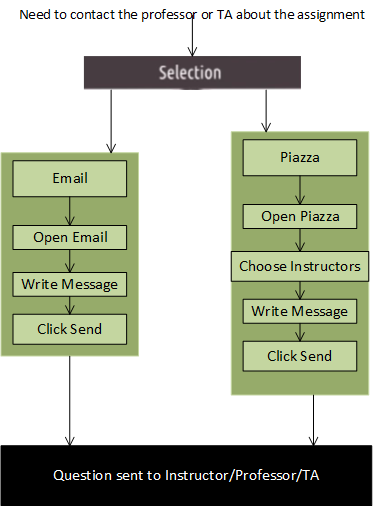 Need to contact the professor or TA about the assignment
Selection
Email
Open Email
Write Message
Click Send
Piazza
Open Piazza
Choose Instructors
Write Message
Click Send
Question sent to Instructor/Professor/TA